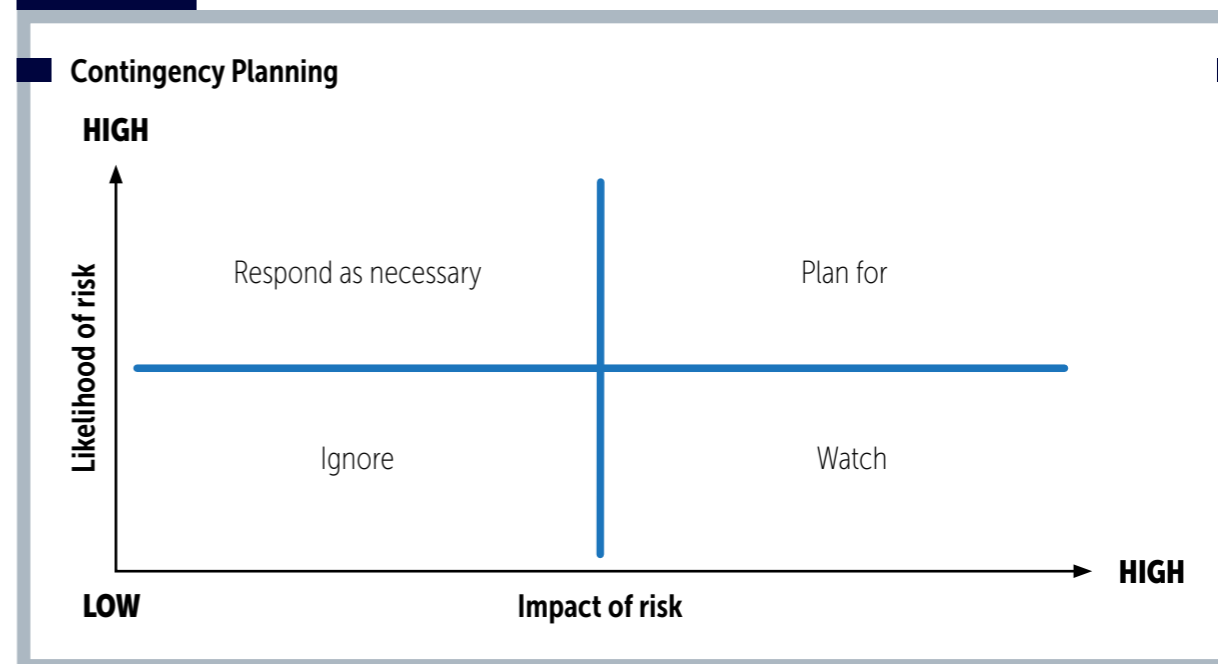 Contingency Planning
HIGH
Respond as necessary
Plan for
Likelihood of risk
Ignore
Watch
HIGH
LOW
Impact of risk